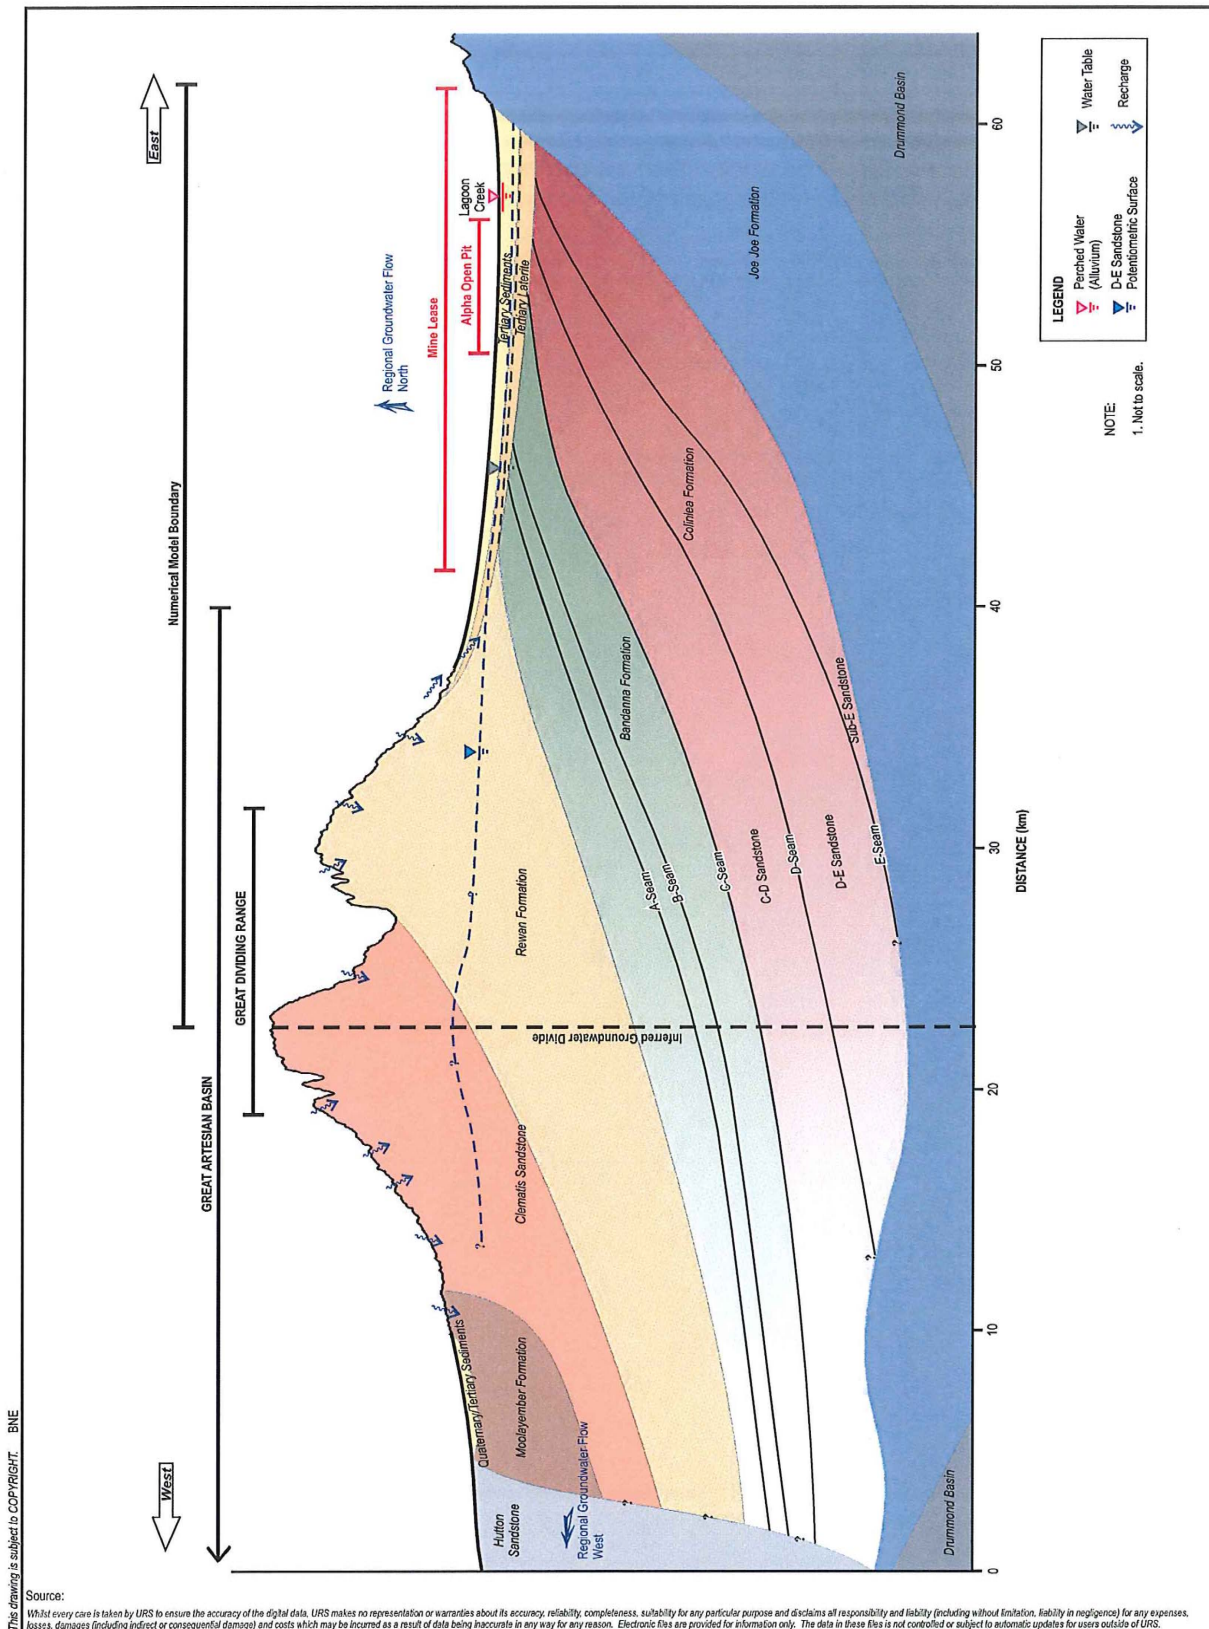 This drawing is subject to COPYRIGHT.
BNE
West
East
Numerical Model Boundary
GREAT ARTESIAN BASIN
GREAT DIVIDING RANGE
Regional Groundwater Flow
North
Mine Lease
Alpha Open Pit
Lagoon
Creek
Tertiary Sediments
Tertiary Laterite
Quaternary/Tertiary Sediments
Moolayember Formation
Hutton
Sandstone
Regional Groundwater Flow
West
Clematis Sandstone
Rewan Formation
Inferred Groundwater Divide
Bandanna Formation
Colinlea Formation
Joe Joe Formation
Drummond Basin
Drummond Basin
A-Seam
B-Seam
C-Seam
C-D Sandstone
D-Seam
D-E Sandstone
E-Seam
Sub-E Sandstone
?
?
?
?
?
?
?
?
0
10
20
30
40
50
60
DISTANCE (km)
LEGEND
Perched Water
(Alluvium)
Water Table
D-E Sandstone
Potentiometric Surface
Recharge
NOTE:
1. Not to scale.
Source:
Whilst every care is taken by URS to ensure the accuracy of the digital data, URS makes no representation or warranties about its accuracy, reliability, completeness, suitability for any particular purpose and disclaims all responsibility and liability (including without limitation, liability in negligence) for any expenses,
losses, damages (including indirect or consequential damage) and costs which may be incurred as a result of data being inaccurate in any way for any reason. Electronic files are provided for information only. The data in these files is not controlled or subject to automatic updates for users outside of URS.